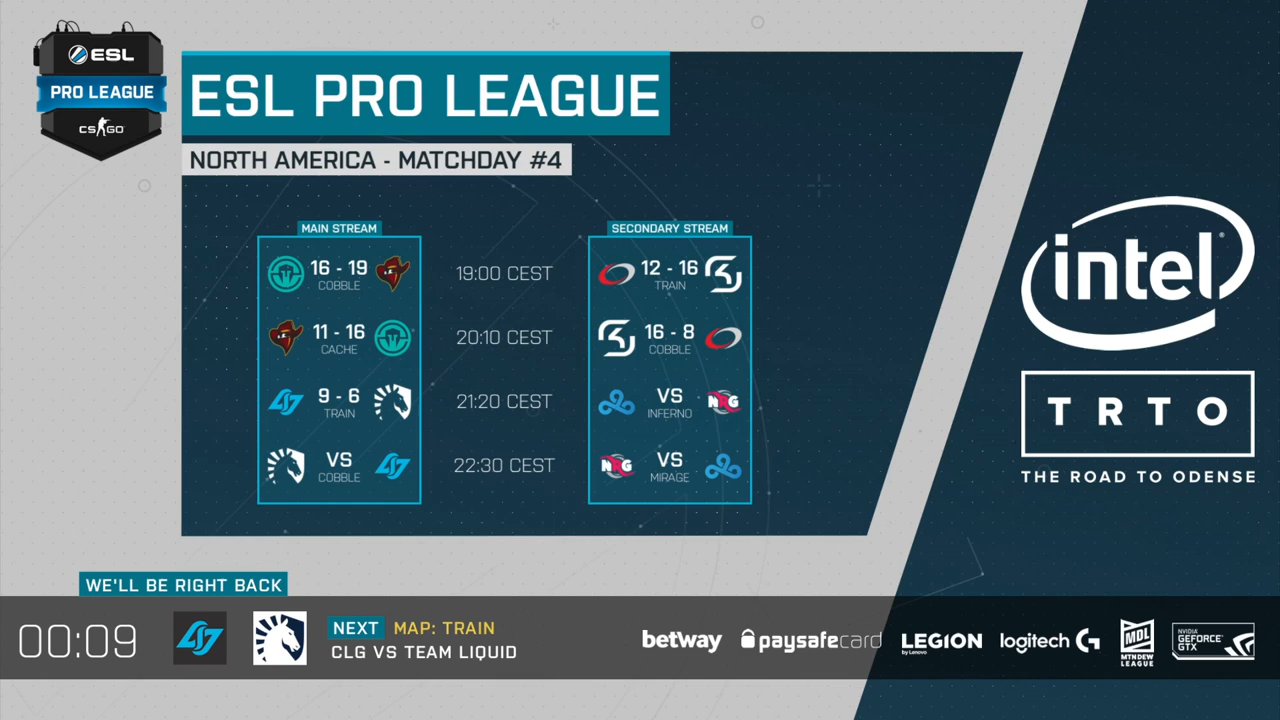 ESL
PRO LEAGUE
CS GO
ESL PRO LEAGUE
NORTH AMERICA - MATCHDAY #4
MAIN STREAM
16 - 19
COBBLE
19:00 CEST
SECONDARY STREAM
12 - 16
TRAIN
11 - 16
CACHE
20:10 CEST
16 - 8
COBBLE
9 - 6
TRAIN
21:20 CEST
VS
INFERNO
NRG
VS
COBBLE
22:30 CEST
NRG
VS
MIRAGE
intel
TRTO
THE ROAD TO ODENSE
WE'LL BE RIGHT BACK
00:09
NEXT MAP: TRAIN
CLG VS TEAM LIQUID
betway
paysafecard
LEGION
by Lenovo
logitech G
MDL
MTN DEW
LEAGUE
NVIDIA
GEFORCE
GTX